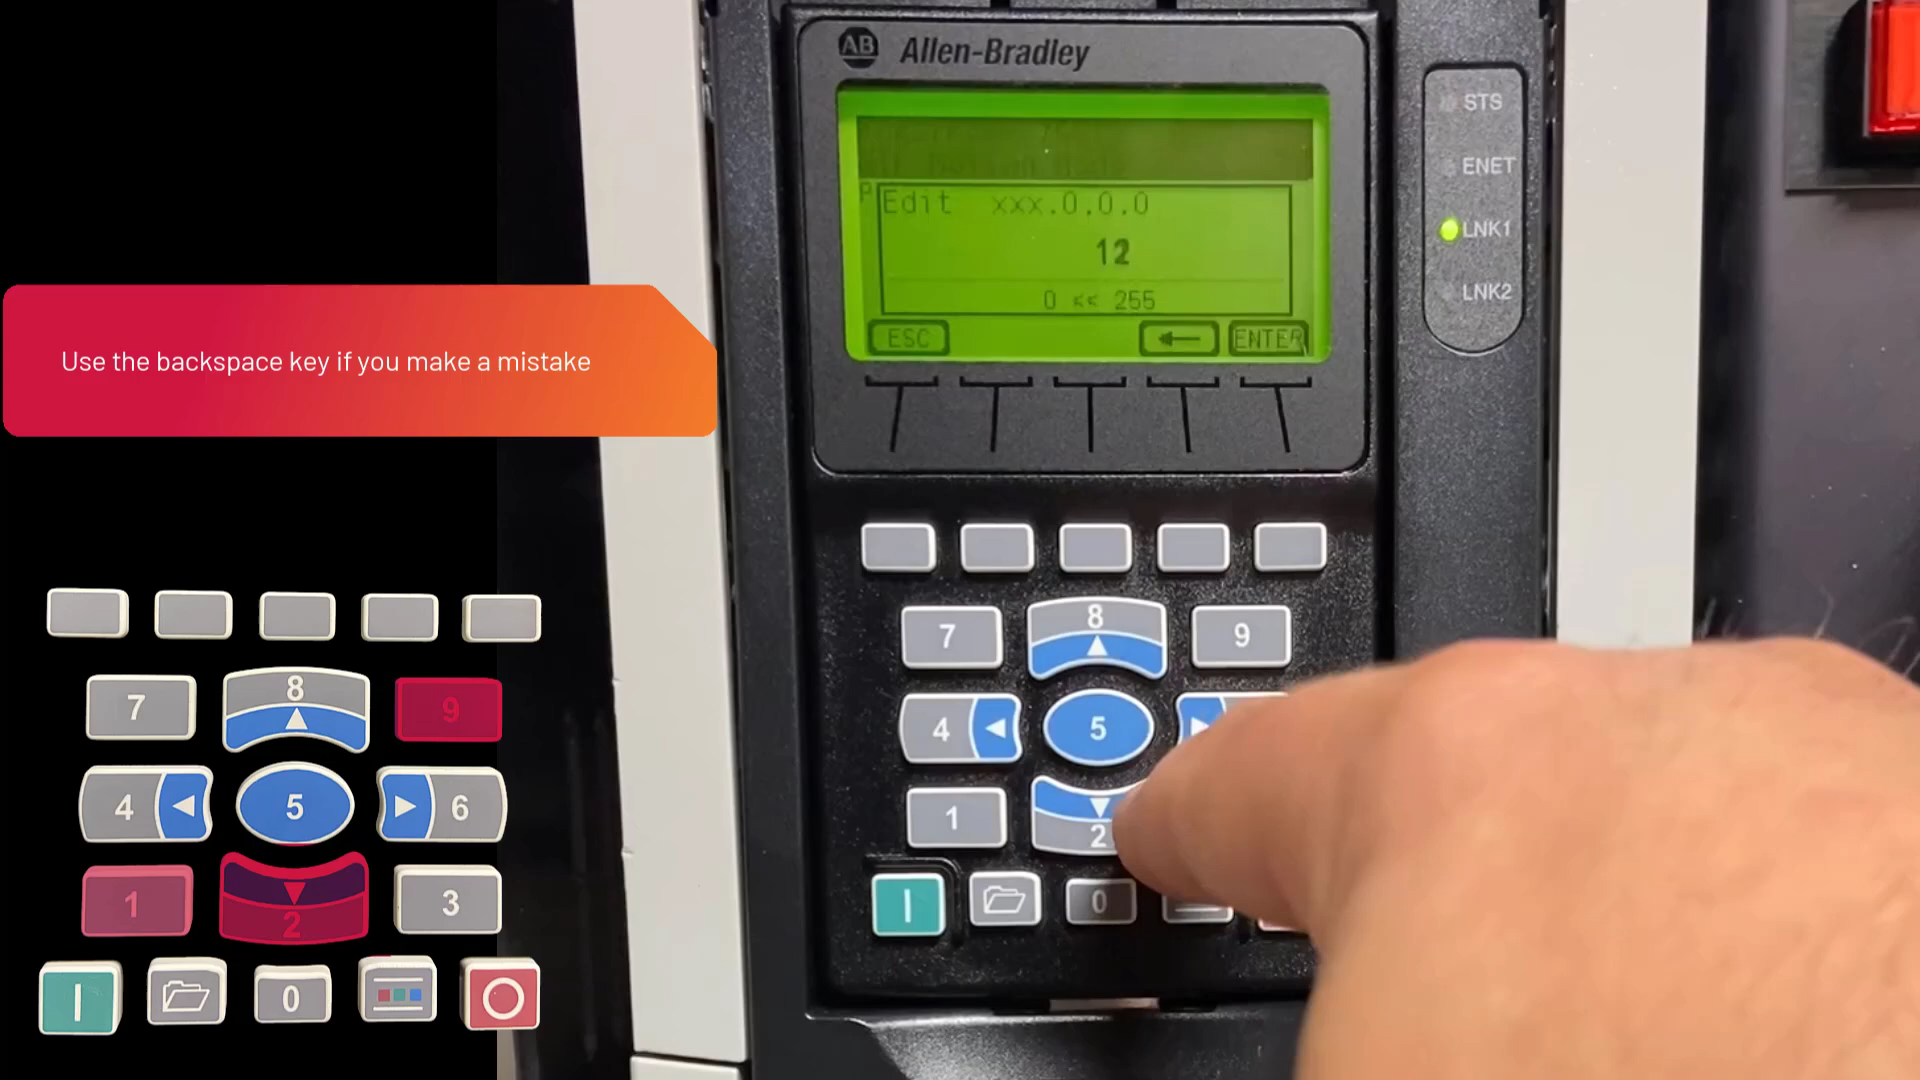 AB Allen-Bradley
Edit xxx.0.0.0
12
0 << 255
ESC ENTER
STS
ENET
LNK1
LNK2
Use the backspace key if you make a mistake
7 8 9
4 5
1 2
0
7 8 9
4 5 6
1 2 3
0